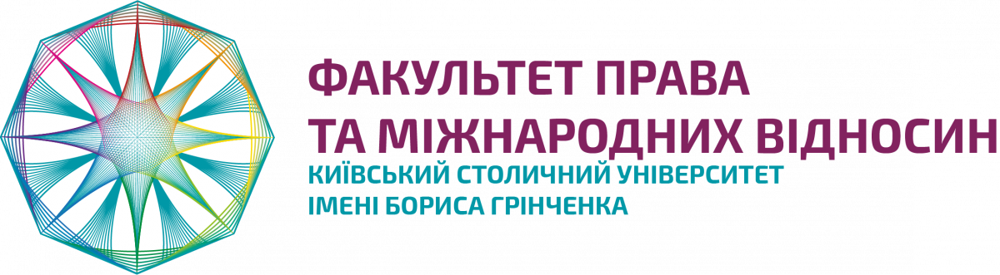 ФАКУЛЬТЕТ ПРАВА
ТА МІЖНАРОДНИХ ВІДНОСИН
КИЇВСЬКИЙ СТОЛИЧНИЙ УНІВЕРСИТЕТ
ІМЕНІ БОРИСА ГРІНЧЕНКА